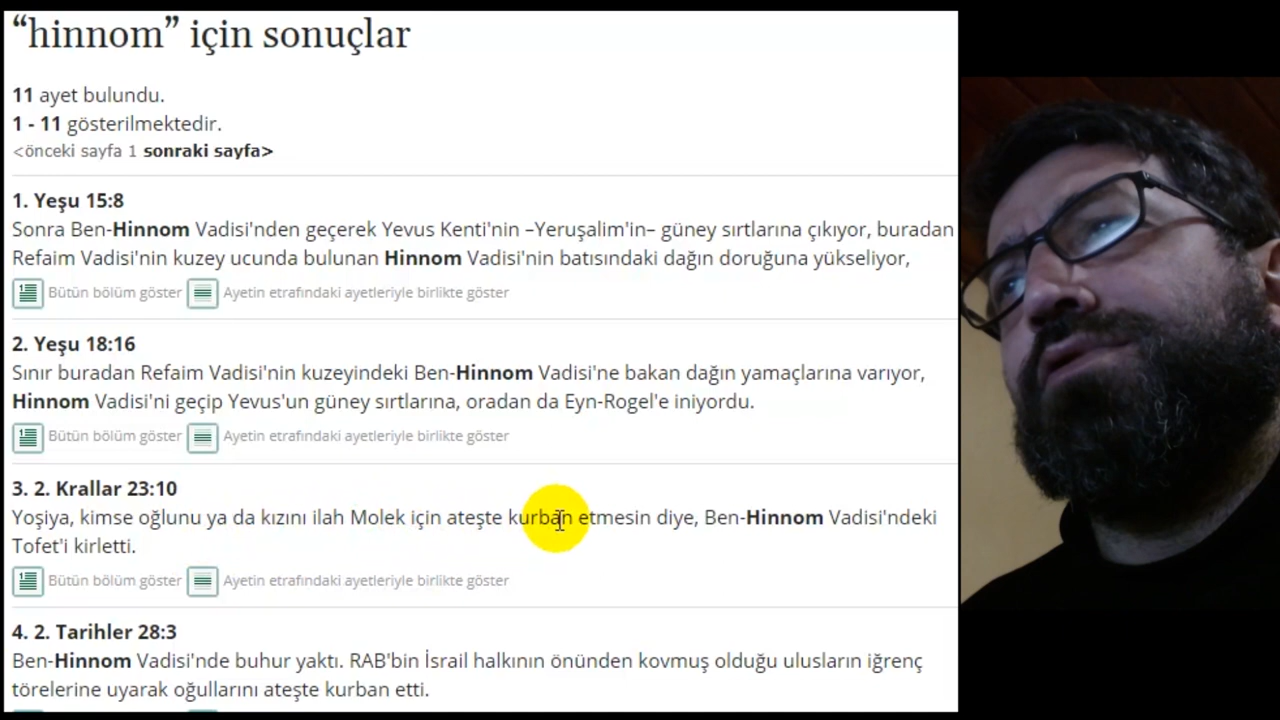 “hinnom” için sonuçlar
11 ayet bulundu.
1 - 11 gösterilmektedir.
<önceki sayfa 1 sonraki sayfa>
1. Yeşu 15:8
Sonra Ben-Hinnom Vadisi'nden geçerek Yevus Kenti'nin –Yeruşalim'in– güney sırtlarına çıkıyor, buradan
Refaim Vadisi'nin kuzey ucunda bulunan Hinnom Vadisi'nin batısındaki dağın doruğuna yükseliyor,
Bütün bölüm göster Ayetin etrafındaki ayetleriyle birlikte göster
2. Yeşu 18:16
Sınır buradan Refaim Vadisi'nin kuzeyindeki Ben-Hinnom Vadisi'ne bakan dağın yamaçlarına varıyor,
Hinnom Vadisi'ni geçip Yevus'un güney sırtlarına, oradan da Eyn-Rogel'e iniyordu.
Bütün bölüm göster Ayetin etrafındaki ayetleriyle birlikte göster
3. 2. Krallar 23:10
Yoşiya, kimse oğlunu ya da kızını ilah Molek için ateşte kurban etmesin diye, Ben-Hinnom Vadisi'ndeki
Tofet'i kirletti.
Bütün bölüm göster Ayetin etrafındaki ayetleriyle birlikte göster
4. 2. Tarihler 28:3
Ben-Hinnom Vadisi'nde buhur yaktı. RAB'bin İsrail halkının önünden kovmuş olduğu ulusların iğrenç
törelerine uyarak oğullarını ateşte kurban etti.